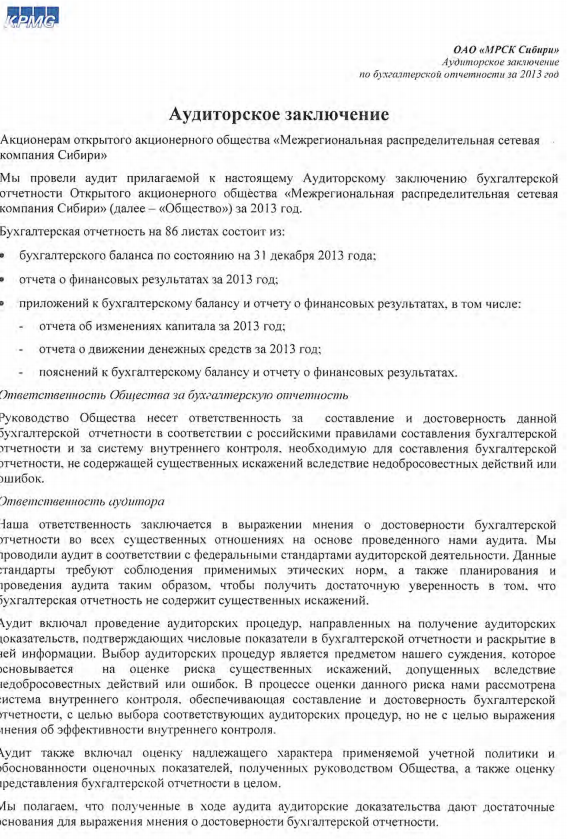 KPMG
ОАО «МРСК Сибири»
Аудиторское заключение
по бухгалтерской отчетности за 2013 год
Аудиторское заключение
Акционерам открытого акционерного общества «Межрегиональная распределительная сетевая
компания Сибири»
Мы провели аудит прилагаемой к настоящему Аудиторскому заключению бухгалтерской
отчетности Открытого акционерного общества «Межрегиональная распределительная сетевая
компания Сибири» (далее – «Общество») за 2013 год.
Бухгалтерская отчетность на 86 листах состоит из:
• бухгалтерского баланса по состоянию на 31 декабря 2013 года;
• отчета о финансовых результатах за 2013 год;
• приложений к бухгалтерскому балансу и отчету о финансовых результатах, в том числе:
- отчета об изменениях капитала за 2013 год;
- отчета о движении денежных средств за 2013 год;
- пояснений к бухгалтерскому балансу и отчету о финансовых результатах.
Ответственность Общества за бухгалтерскую отчетность
Руководство Общества несет ответственность за составление и достоверность данной
бухгалтерской отчетности в соответствии с российскими правилами составления бухгалтерской
отчетности и за систему внутреннего контроля, необходимую для составления бухгалтерской
отчетности, не содержащей существенных искажений вследствие недобросовестных действий или
ошибок.
Ответственность аудитора
Наша ответственность заключается в выражении мнения о достоверности бухгалтерской
отчетности во всех существенных отношениях на основе проведенного нами аудита. Мы
проводили аудит в соответствии с федеральными стандартами аудиторской деятельности. Данные
стандарты требуют соблюдения применимых этических норм, а также планирования и
проведения аудита таким образом, чтобы получить достаточную уверенность в том, что
бухгалтерская отчетность не содержит существенных искажений.
Аудит включал проведение аудиторских процедур, направленных на получение аудиторских
доказательств, подтверждающих числовые показатели в бухгалтерской отчетности и раскрытие в
ней информации. Выбор аудиторских процедур является предметом нашего суждения, которое
основывается на оценке риска существенных искажений, допущенных вследствие
недобросовестных действий или ошибок. В процессе оценки данного риска нами рассмотрена
система внутреннего контроля, обеспечивающая составление и достоверность бухгалтерской
отчетности, с целью выбора соответствующих аудиторских процедур, но не с целью выражения
мнения об эффективности внутреннего контроля.
Аудит также включал оценку надлежащего характера применяемой учетной политики и
обоснованности оценочных показателей, полученных руководством Общества, а также оценку
представления бухгалтерской отчетности в целом.
Мы полагаем, что полученные в ходе аудита аудиторские доказательства дают достаточные
основания для выражения мнения о достоверности бухгалтерской отчетности.